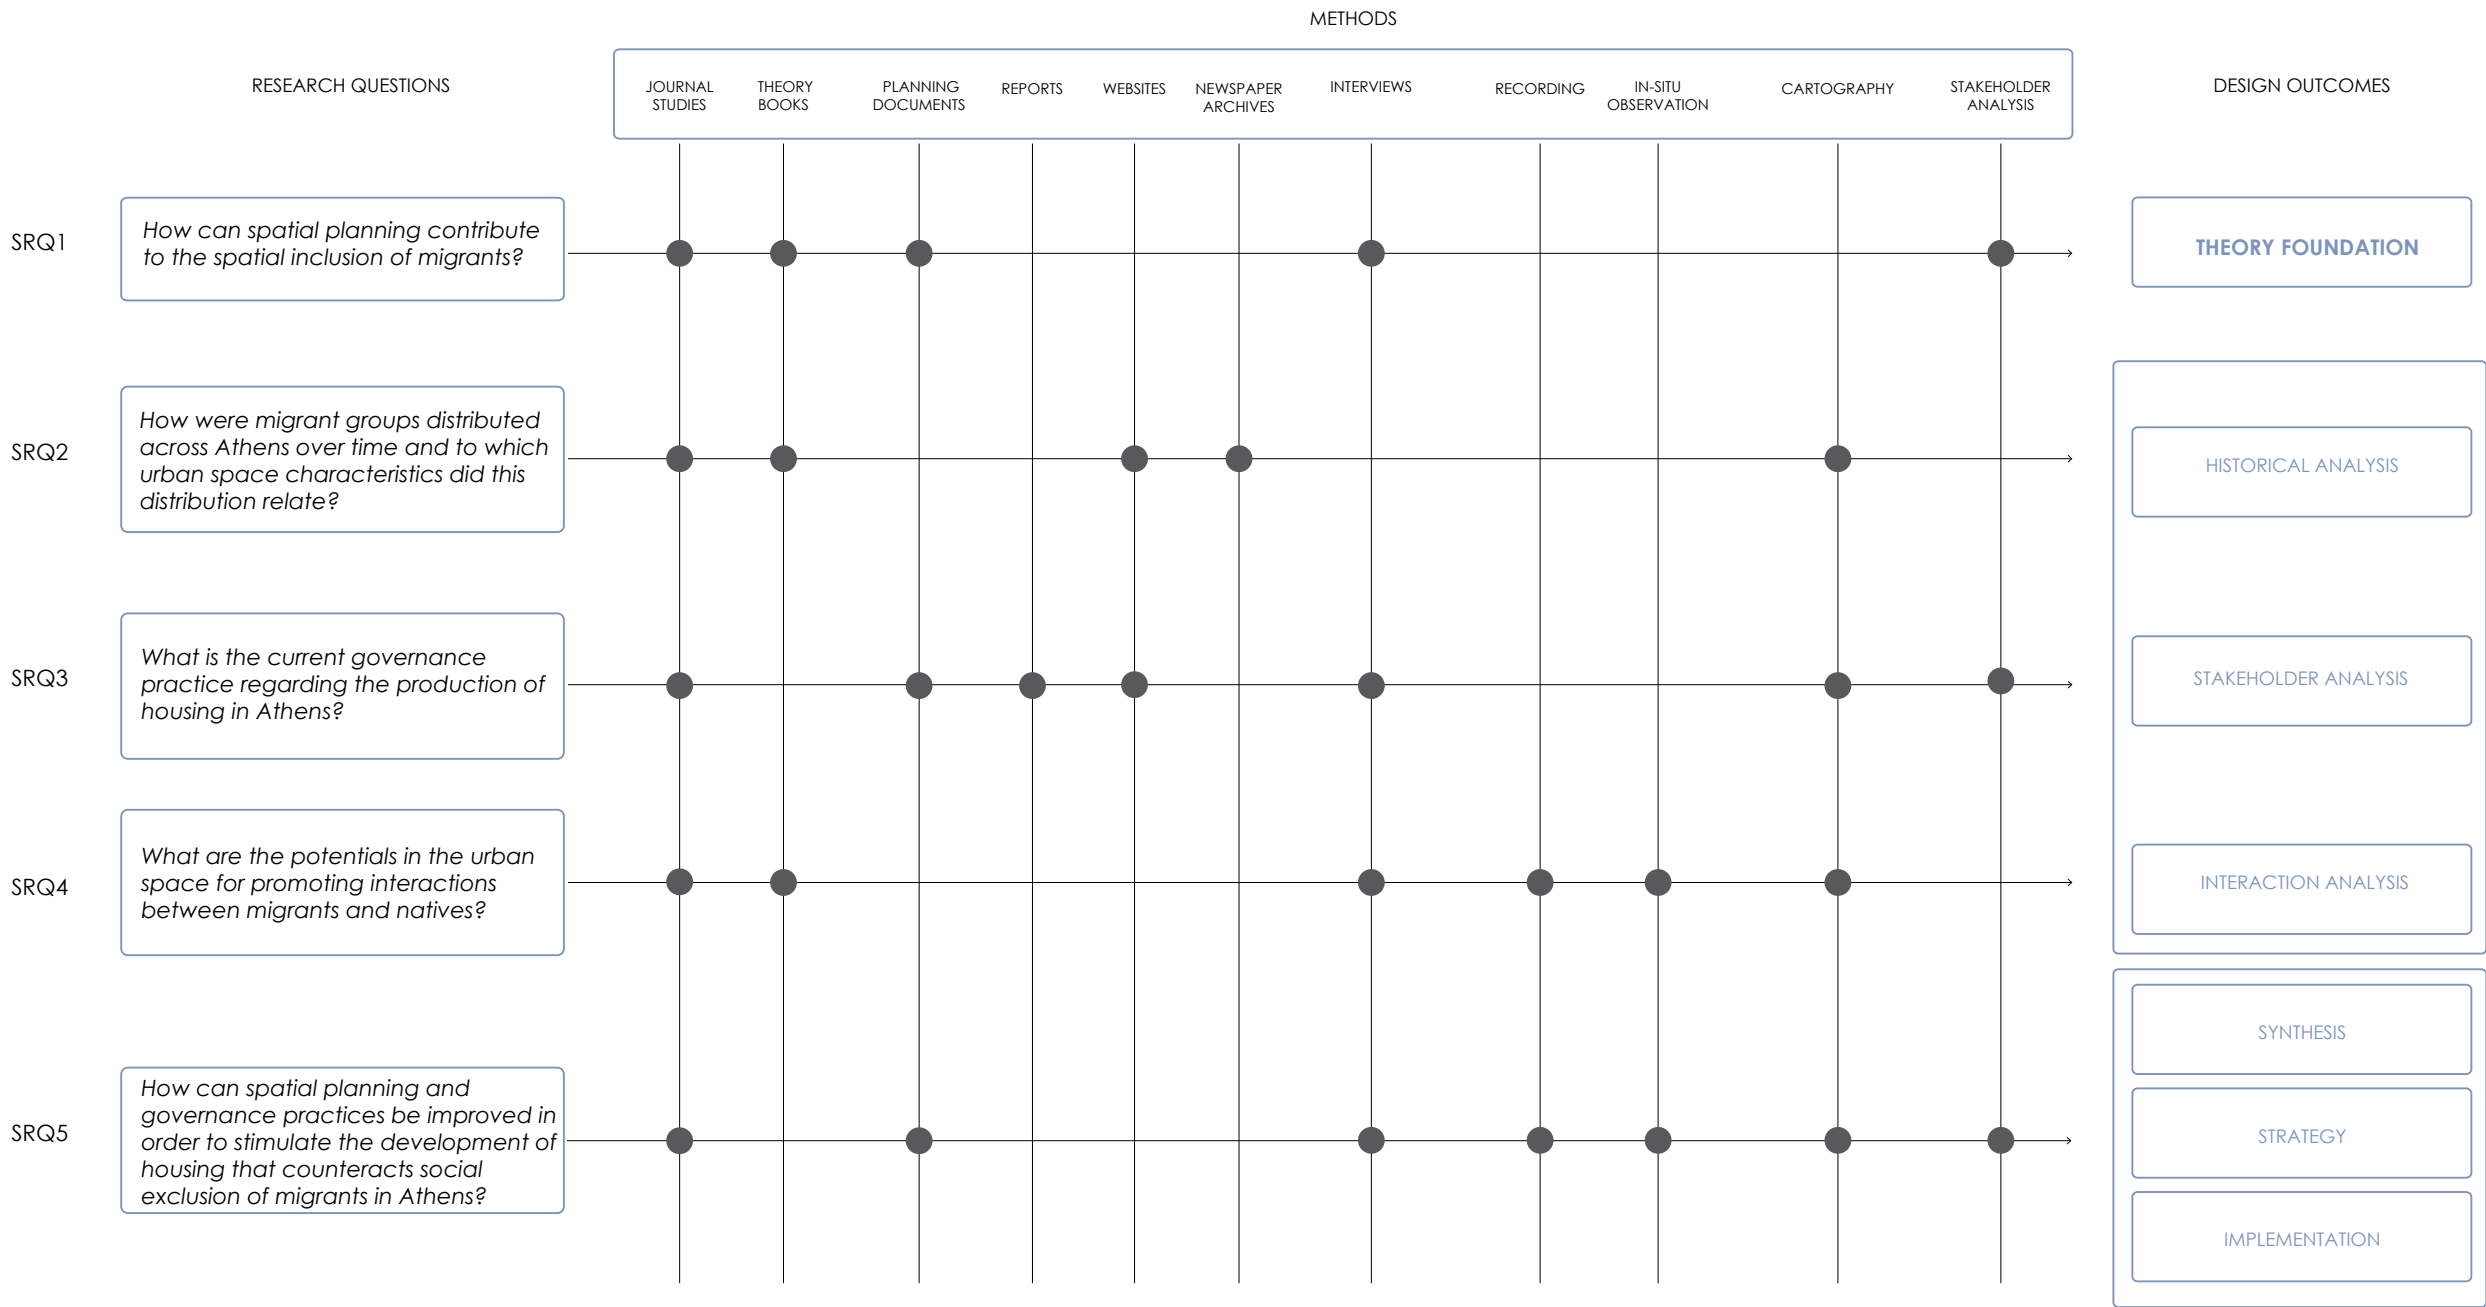 METHODS
RESEARCH QUESTIONS
JOURNAL
STUDIES
THEORY
BOOKS
PLANNING
DOCUMENTS
REPORTS
WEBSITES
NEWSPAPER
ARCHIVES
INTERVIEWS
RECORDING
IN-SITU
OBSERVATION
CARTOGRAPHY
STAKEHOLDER
ANALYSIS
DESIGN OUTCOMES
SRQ1
How can spatial planning contribute
to the spatial inclusion of migrants?
THEORY FOUNDATION
SRQ2
How were migrant groups distributed
across Athens over time and to which
urban space characteristics did this
distribution relate?
HISTORICAL ANALYSIS
SRQ3
What is the current governance
practice regarding the production of
housing in Athens?
STAKEHOLDER ANALYSIS
SRQ4
What are the potentials in the urban
space for promoting interactions
between migrants and natives?
INTERACTION ANALYSIS
SRQ5
How can spatial planning and
governance practices be improved in
order to stimulate the development of
housing that counteracts social
exclusion of migrants in Athens?
SYNTHESIS
STRATEGY
IMPLEMENTATION